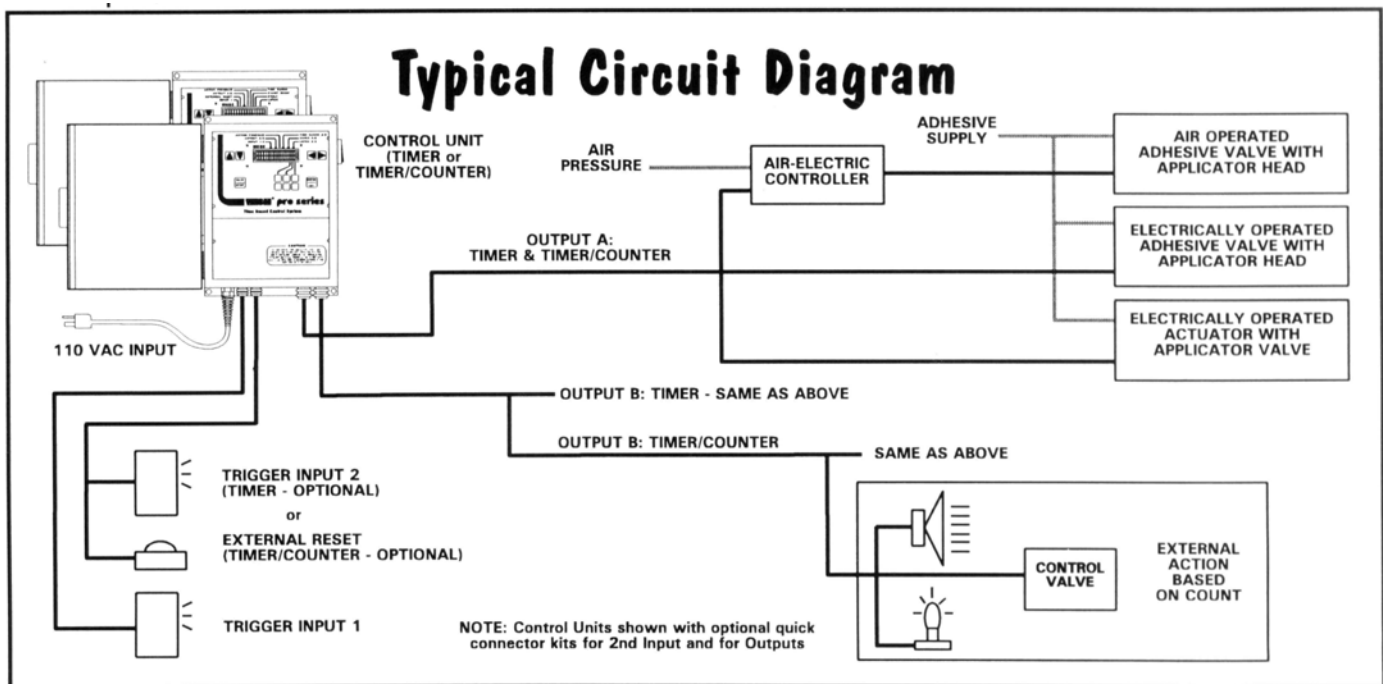 Typical Circuit Diagram
CONTROL UNIT
(TIMER or
TIMER/COUNTER)
AIR
PRESSURE
AIR-ELECTRIC
CONTROLLER
ADHESIVE
SUPPLY
AIR OPERATED
ADHESIVE VALVE WITH
APPLICATOR HEAD
ELECTRICALLY OPERATED
ADHESIVE VALVE WITH
APPLICATOR HEAD
ELECTRICALLY OPERATED
ACTUATOR WITH
APPLICATOR VALVE
pro series
OUTPUT A:
TIMER & TIMER/COUNTER
110 VAC INPUT
OUTPUT B: TIMER - SAME AS ABOVE
OUTPUT B: TIMER/COUNTER
SAME AS ABOVE
TRIGGER INPUT 2
(TIMER - OPTIONAL)
or
EXTERNAL RESET
(TIMER/COUNTER - OPTIONAL)
TRIGGER INPUT 1
CONTROL
VALVE
EXTERNAL
ACTION
BASED
ON COUNT
NOTE: Control Units shown with optional quick
connector kits for 2nd Input and for Outputs